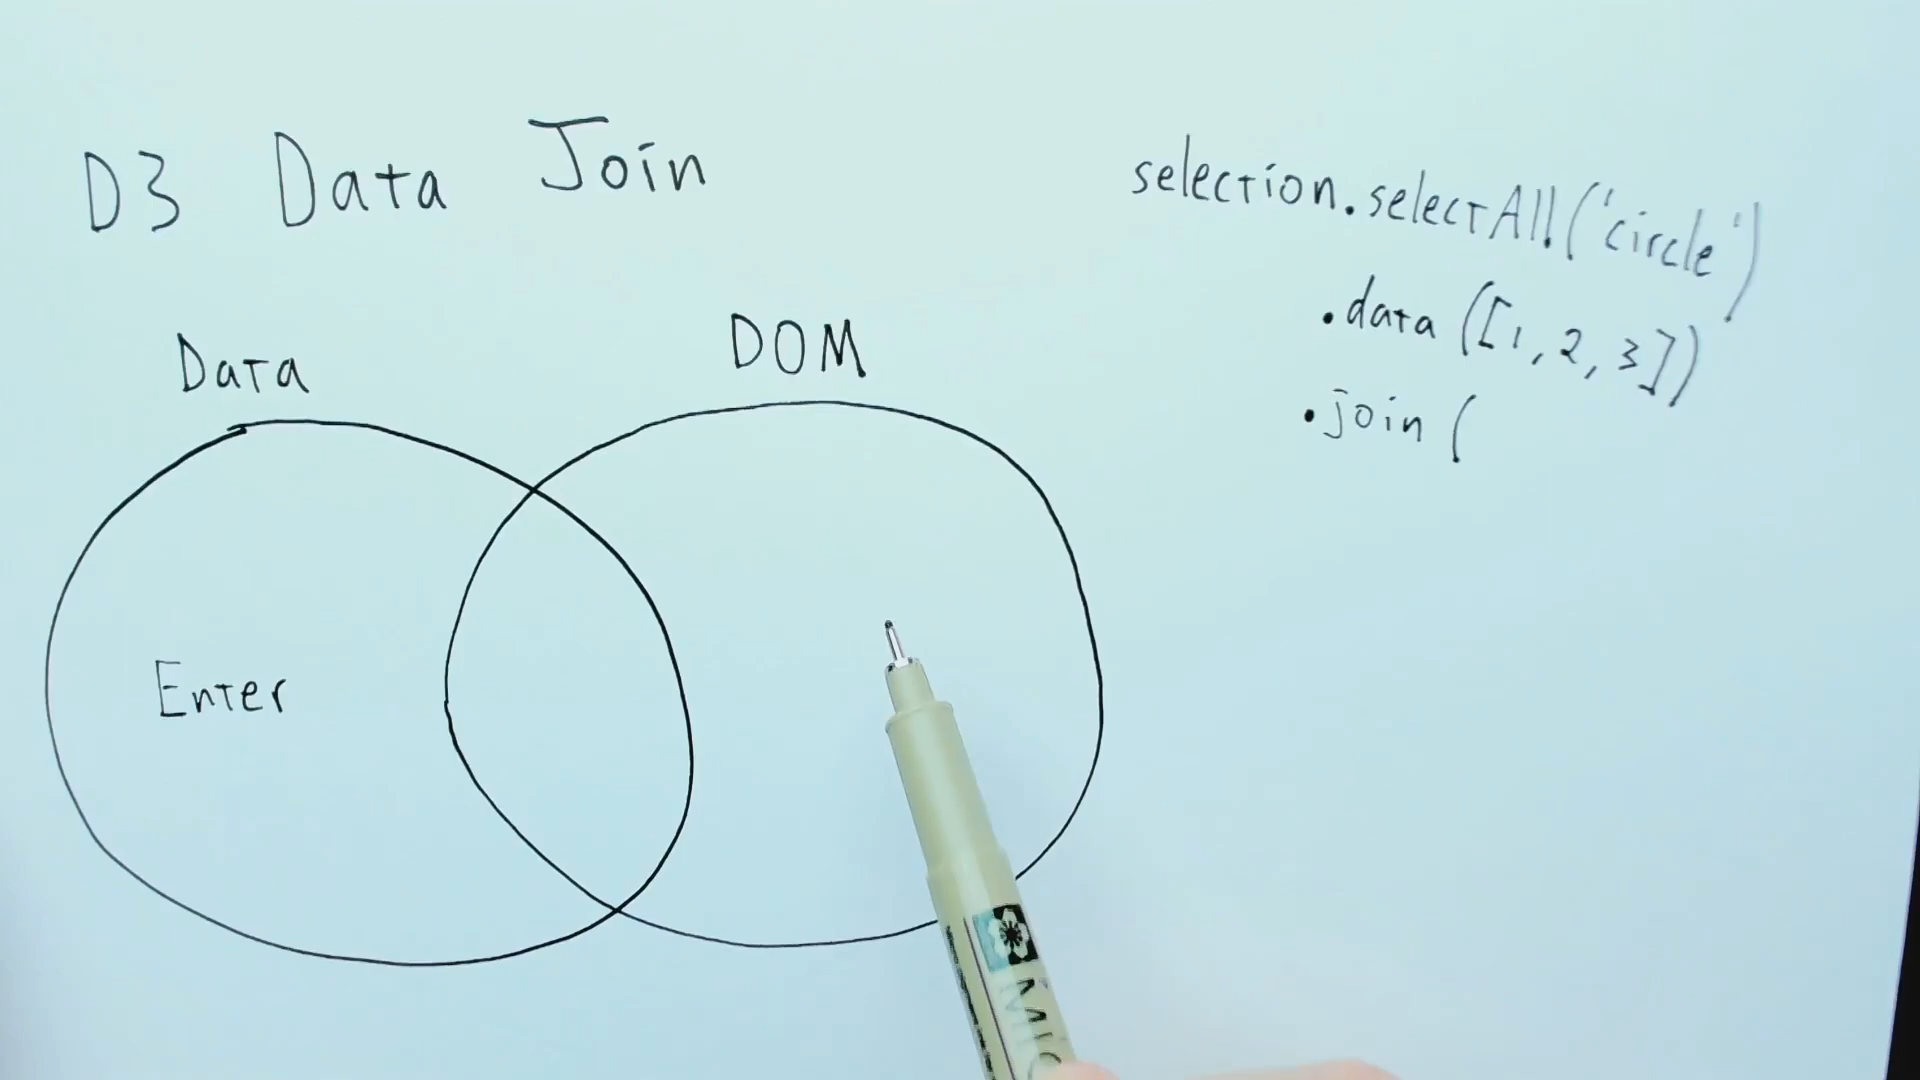 D3 Data Join
selection.selectAll('circle')
.data([1, 2, 3])
.join(
Data
DOM
Enter